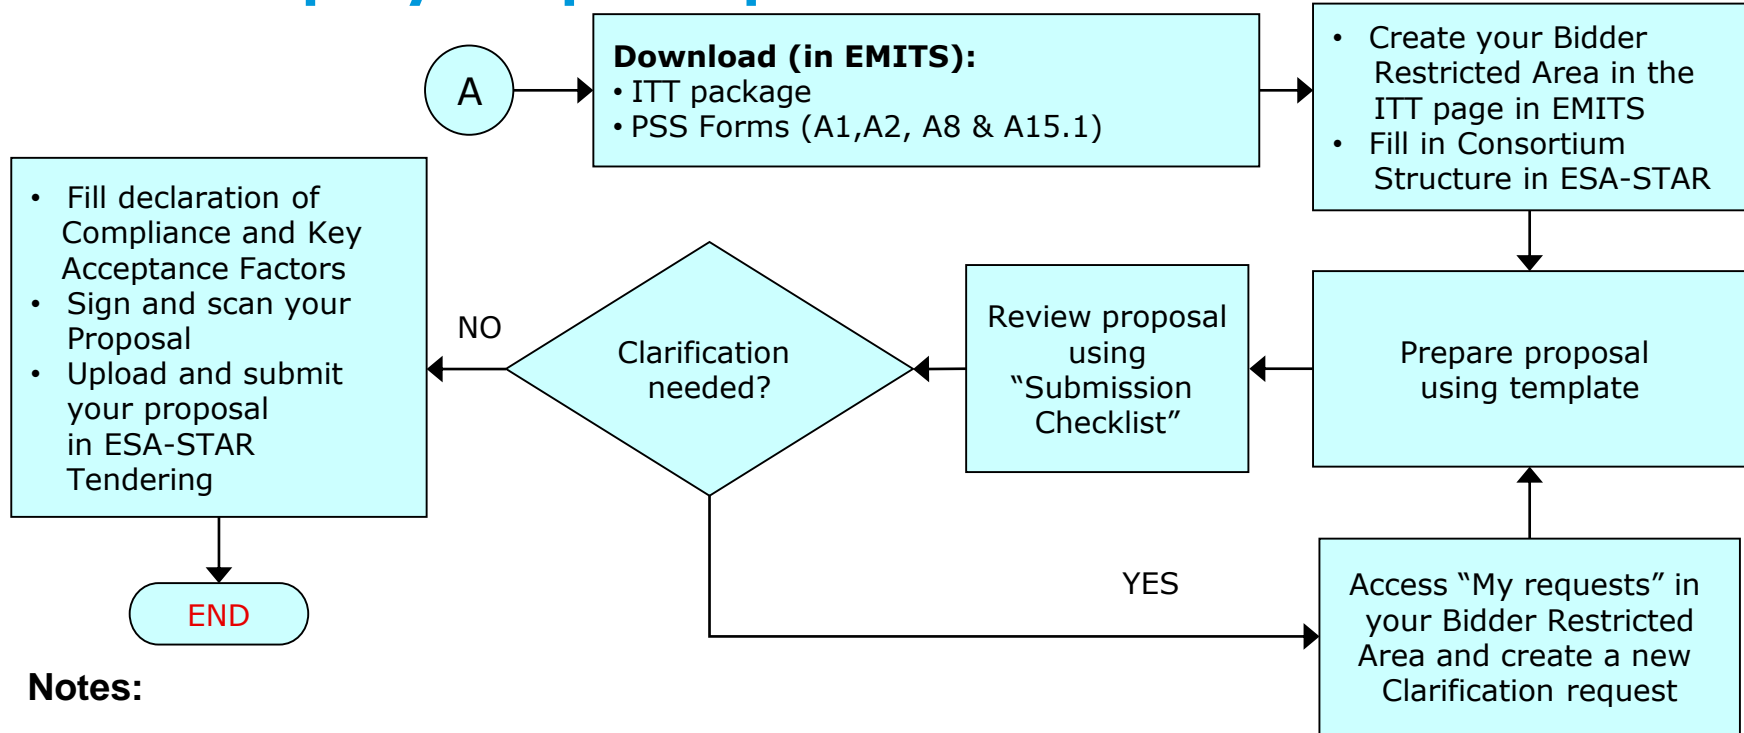 A
Download (in EMITS):
• ITT package
• PSS Forms (A1,A2, A8 & A15.1)
• Create your Bidder
Restricted Area in the
ITT page in EMITS
• Fill in Consortium
Structure in ESA-STAR
Prepare proposal
using template
Review proposal
using
“Submission
Checklist”
Clarification
needed?
NO
• Fill declaration of
Compliance and Key
Acceptance Factors
• Sign and scan your
Proposal
• Upload and submit
your proposal
in ESA-STAR
Tendering
END
YES
Access “My requests” in
your Bidder Restricted
Area and create a new
Clarification request
Notes: